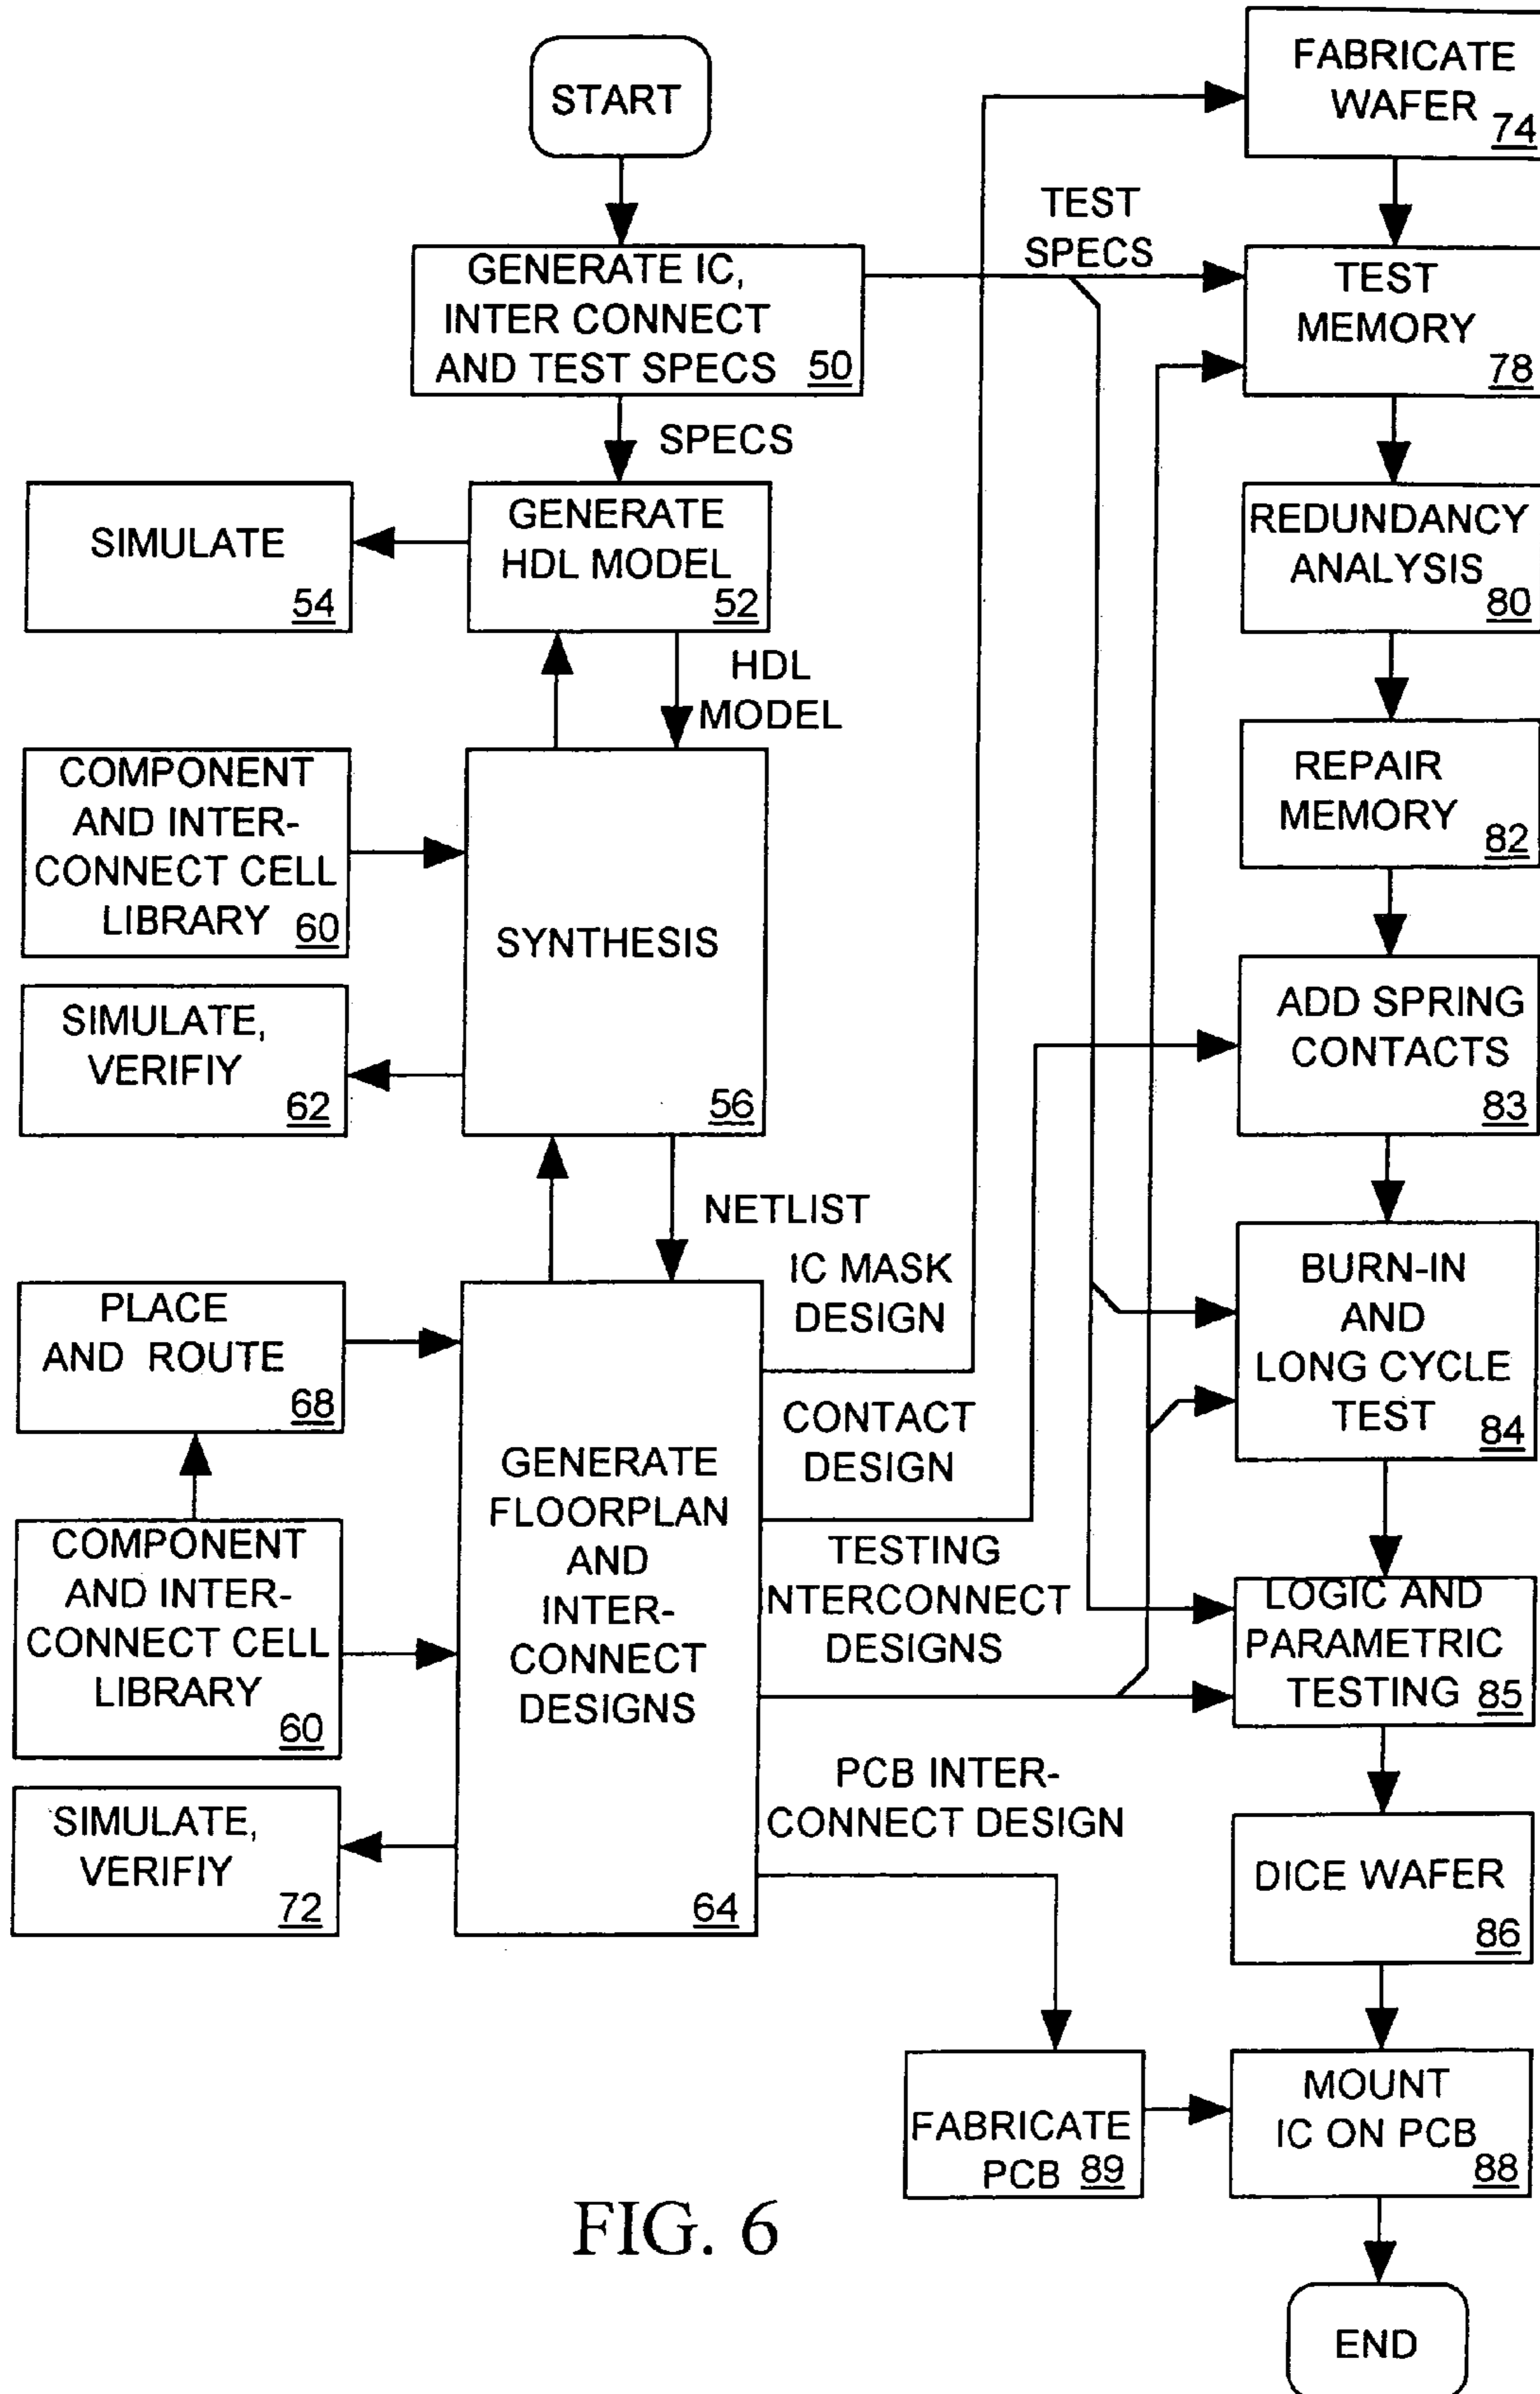 START
GENERATE IC,
INTER CONNECT
AND TEST SPECS 50
SPECS
SIMULATE
54
GENERATE
HDL MODEL
52
HDL
MODEL
COMPONENT
AND INTER-
CONNECT CELL
LIBRARY 60
SYNTHESIS
56
SIMULATE,
VERIFIY
62
NETLIST
PLACE
AND ROUTE
68
COMPONENT
AND INTER-
CONNECT CELL
LIBRARY
60
SIMULATE,
VERIFIY
72
GENERATE
FLOORPLAN
AND
INTER-
CONNECT
DESIGNS
64
IC MASK
DESIGN
CONTACT
DESIGN
TESTING
NTERCONNECT
DESIGNS
PCB INTER-
CONNECT DESIGN
TEST
SPECS
FABRICATE
WAFER 74
TEST
MEMORY
78
REDUNDANCY
ANALYSIS
80
REPAIR
MEMORY 82
ADD SPRING
CONTACTS
83
BURN-IN
AND
LONG CYCLE
TEST 84
LOGIC AND
PARAMETRIC
TESTING 85
DICE WAFER
86
FABRICATE
PCB 89
MOUNT
IC ON PCB
88
END
FIG. 6